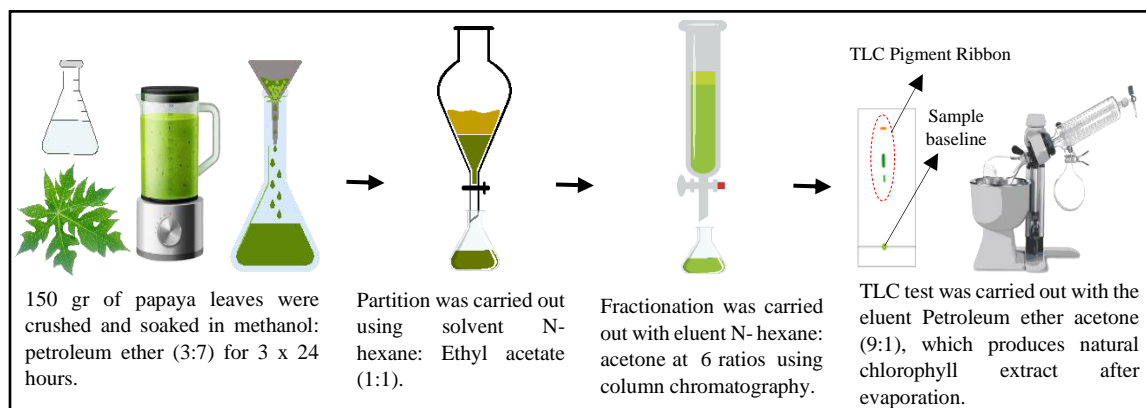 TLC Pigment Ribbon
Sample
baseline
150 gr of papaya leaves were
crushed and soaked in methanol:
petroleum ether (3:7) for 3 x 24
hours.
Partition was carried out
using solvent N-
hexane: Ethyl acetate
(1:1).
Fractionation was carried
out with eluent N- hexane:
acetone at 6 ratios using
column chromatography.
TLC test was carried out with the
eluent Petroleum ether acetone
(9:1), which produces natural
chlorophyll extract after
evaporation.